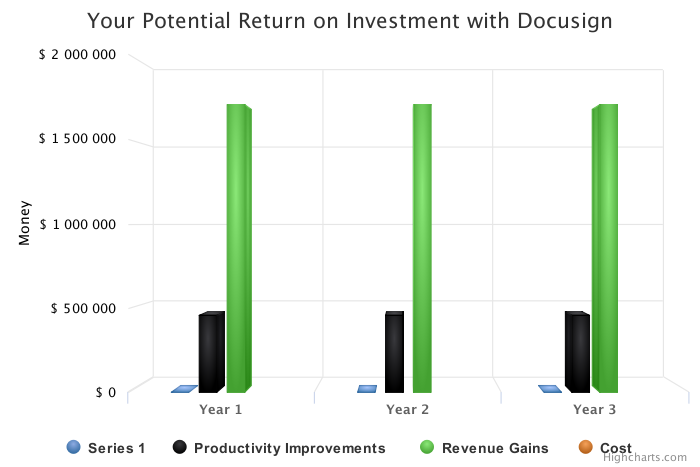 Your Potential Return on Investment with Docusign
$ 2 000 000
$ 1 500 000
$ 1 000 000
$ 500 000
$ 0
Money
Year 1
Year 2
Year 3
Series 1
Productivity Improvements
Revenue Gains
Cost
Highcharts.com